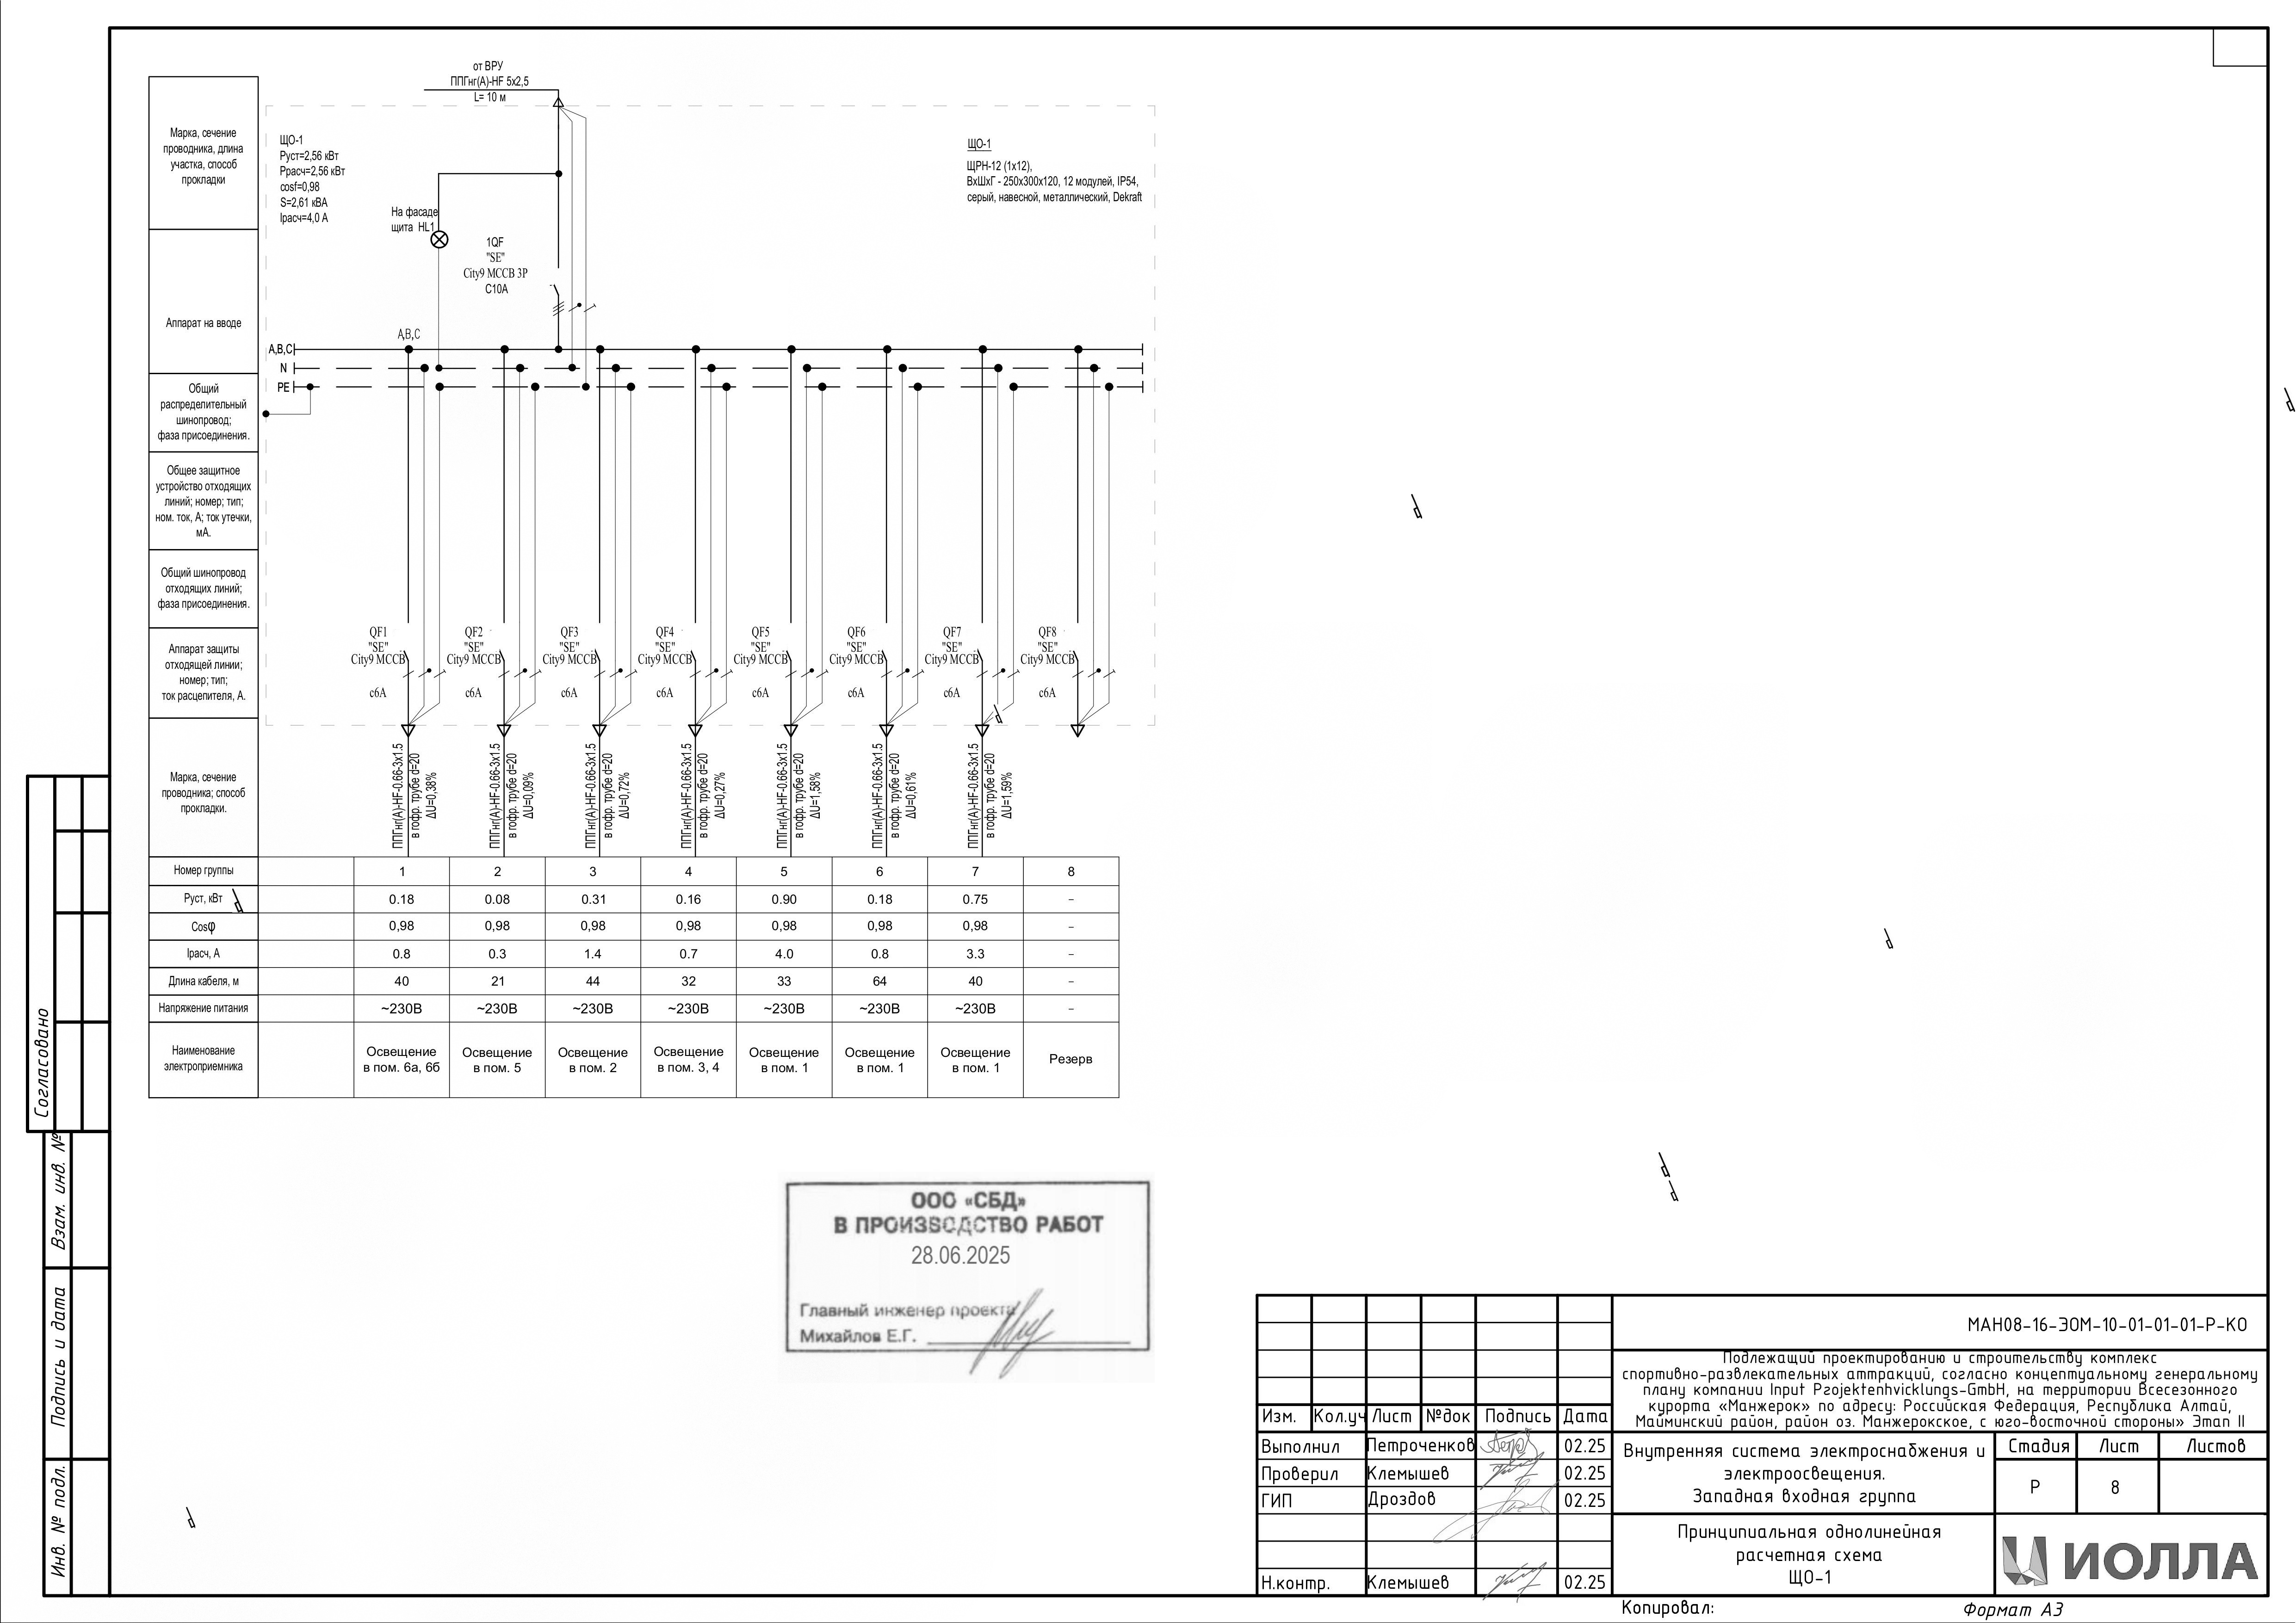 от ВРУ
ППГнг(А)-HF 5х2,5
L= 10 м
Марка, сечение
проводника, длина
участка, способ
прокладки
ЩО-1
Руст=2,56 кВт
Ррасч=2,56 кВт
cosf=0,98
S=2,61 кВА
Iрасч=4,0 А
ЩО-1
ЩРН-12 (1х12),
ВхШхГ - 250х300х120, 12 модулей, IP54,
серый, навесной, металлический, Dekraft
На фасаде
щита HL1
1QF
"SE"
City9 MCCB 3P
C10A
Аппарат на вводе
A,B,C
A,B,C
N
PE
Общий
распределительный
шинопровод;
фаза присоединения.
Общее защитное
устройство отходящих
линий; номер; тип;
ном. ток, А; ток утечки,
мА.
Общий шинопровод
отходящих линий;
фаза присоединения.
Аппарат защиты
отходящей линии;
номер; тип;
ток расцепителя, А.
QF1 QF2 QF3 QF4 QF5 QF6 QF7 QF8
"SE" "SE" "SE" "SE" "SE" "SE" "SE" "SE"
City9 MCCB City9 MCCB City9 MCCB City9 MCCB City9 MCCB City9 MCCB City9 MCCB City9 MCCB
c6A c6A c6A c6A c6A c6A c6A c6A
Марка, сечение
проводника; способ
прокладки.
ППГнг(А)-HF-0.66-3х1.5
в гофр. трубе d=20
ΔU=0,38%
ППГнг(А)-HF-0.66-3х1.5
в гофр. трубе d=20
ΔU=0,09%
ППГнг(А)-HF-0.66-3х1.5
в гофр. трубе d=20
ΔU=0,72%
ППГнг(А)-HF-0.66-3х1.5
в гофр. трубе d=20
ΔU=0,27%
ППГнг(А)-HF-0.66-3х1.5
в гофр. трубе d=20
ΔU=1,58%
ППГнг(А)-HF-0.66-3х1.5
в гофр. трубе d=20
ΔU=0,61%
ППГнг(А)-HF-0.66-3х1.5
в гофр. трубе d=20
ΔU=1,59%
Номер группы 1 2 3 4 5 6 7 8
Руст, кВт 0.18 0.08 0.31 0.16 0.90 0.18 0.75 –
Cosφ 0,98 0,98 0,98 0,98 0,98 0,98 0,98 –
Iрасч, А 0.8 0.3 1.4 0.7 4.0 0.8 3.3 –
Длина кабеля, м 40 21 44 32 33 64 40 –
Напряжение питания ~230В ~230В ~230В ~230В ~230В ~230В ~230В –
Наименование
электроприемника
Освещение
в пом. 6а, 6б
Освещение
в пом. 5
Освещение
в пом. 2
Освещение
в пом. 3, 4
Освещение
в пом. 1
Освещение
в пом. 1
Освещение
в пом. 1
Резерв
Согласовано
Взам. инв. №
Подпись и дата
Инв. № подл.
ООО «СБД»
В ПРОИЗВОДСТВО РАБОТ
28.06.2025
Главный инженер проекта
Михайлов Е.Г.
МАН08-16-ЭОМ-10-01-01-01-Р-КО
Подлежащий проектированию и строительству комплекс
спортивно-развлекательных аттракций, согласно концептуальному генеральному
плану компании Input Projektenhvicklungs-GmbH, на территории Всесезонного
курорта «Манжерок» по адресу: Российская Федерация, Республика Алтай,
Майминский район, район оз. Манжерокское, с юго-восточной стороны» Этап II
Изм. Кол.уч Лист №док Подпись Дата
Выполнил Петроченков 02.25
Проверил Клемышев 02.25
ГИП Дроздов 02.25
Н.контр. Клемышев 02.25
Внутренняя система электроснабжения и
электроосвещения.
Западная входная группа
Стадия Лист Листов
Р 8
Принципиальная однолинейная
расчетная схема
ЩО-1
ИОЛЛА
Копировал:
Формат А3